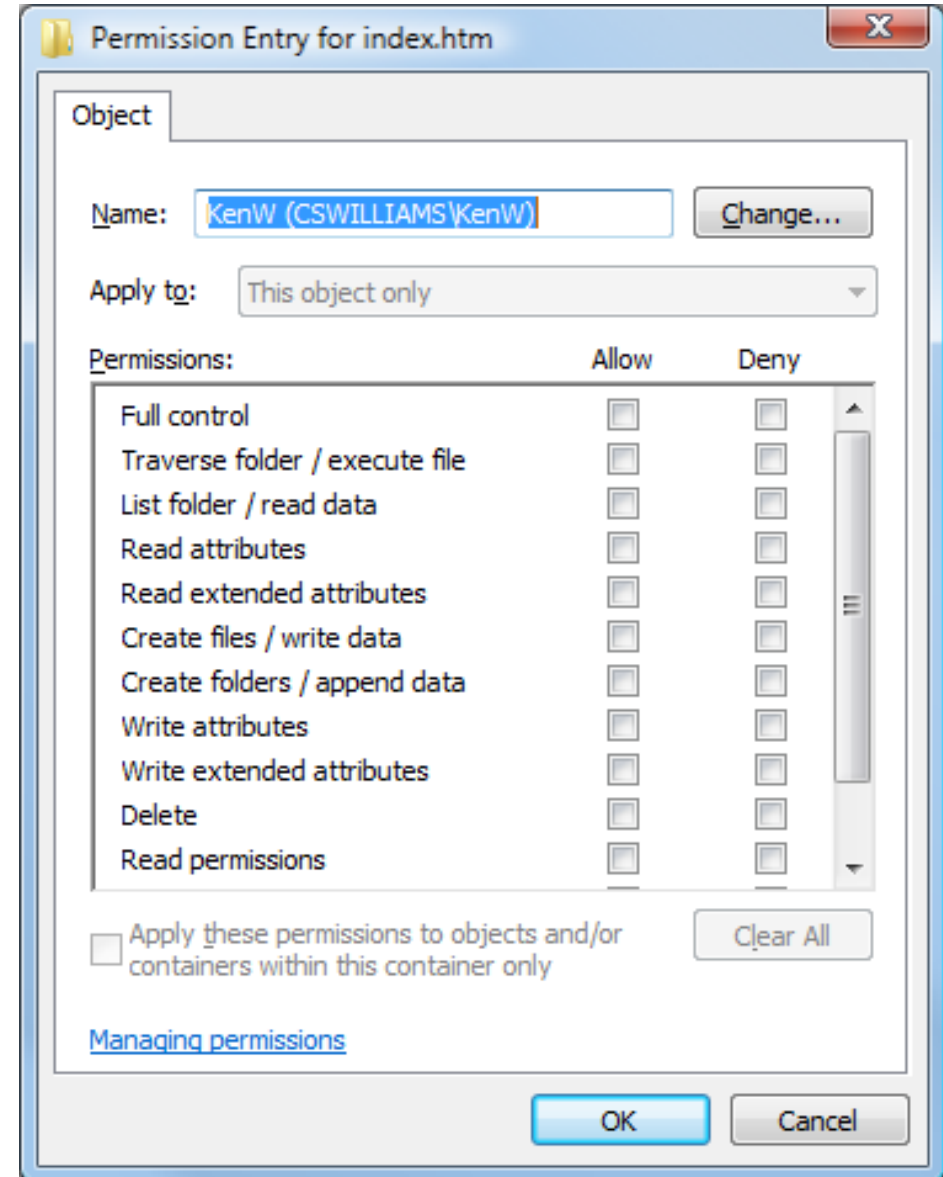 Permission Entry for index.htm
Object
Name: KenW (CSWILLIAMS\KenW) Change...
Apply to: This object only
Permissions: Allow Deny
Full control
Traverse folder / execute file
List folder / read data
Read attributes
Read extended attributes
Create files / write data
Create folders / append data
Write attributes
Write extended attributes
Delete
Read permissions
Apply these permissions to objects and/or
containers within this container only
Clear All
Managing permissions
OK Cancel